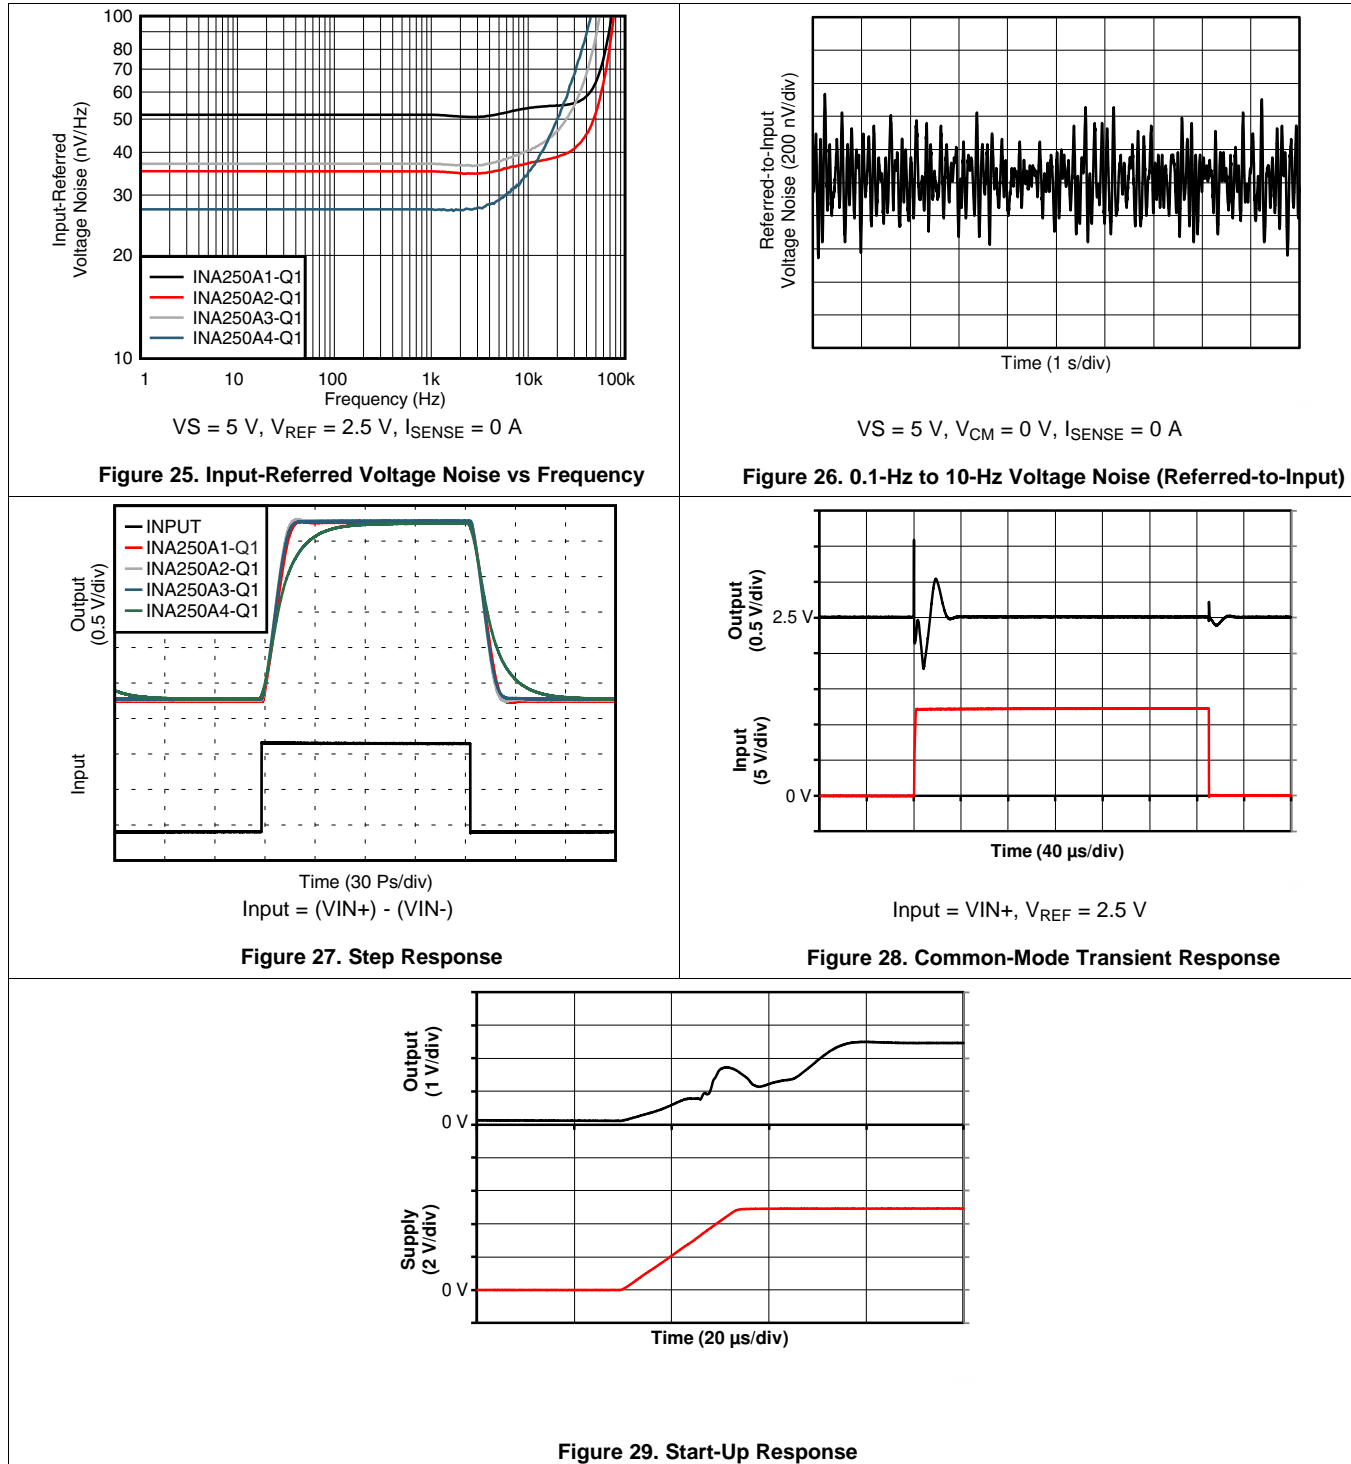 100
80
70
60
50
40
30
20
10
Input-Referred
Voltage Noise (nV/Hz)
INA250A1-Q1
INA250A2-Q1
INA250A3-Q1
INA250A4-Q1
1 10 100 1k 10k 100k
Frequency (Hz)
VS = 5 V, VREF = 2.5 V, ISENSE = 0 A
Figure 25. Input-Referred Voltage Noise vs Frequency
Referred-to-Input
Voltage Noise (200 nV/div)
Time (1 s/div)
VS = 5 V, VCM = 0 V, ISENSE = 0 A
Figure 26. 0.1-Hz to 10-Hz Voltage Noise (Referred-to-Input)
INPUT
INA250A1-Q1
INA250A2-Q1
INA250A3-Q1
INA250A4-Q1
Output
(0.5 V/div)
Input
Time (30 Ps/div)
Input = (VIN+) - (VIN-)
Figure 27. Step Response
Output
(0.5 V/div)
2.5 V
Input
(5 V/div)
0 V
Time (40 µs/div)
Input = VIN+, VREF = 2.5 V
Figure 28. Common-Mode Transient Response
Output
(1 V/div)
0 V
Supply
(2 V/div)
0 V
Time (20 µs/div)
Figure 29. Start-Up Response